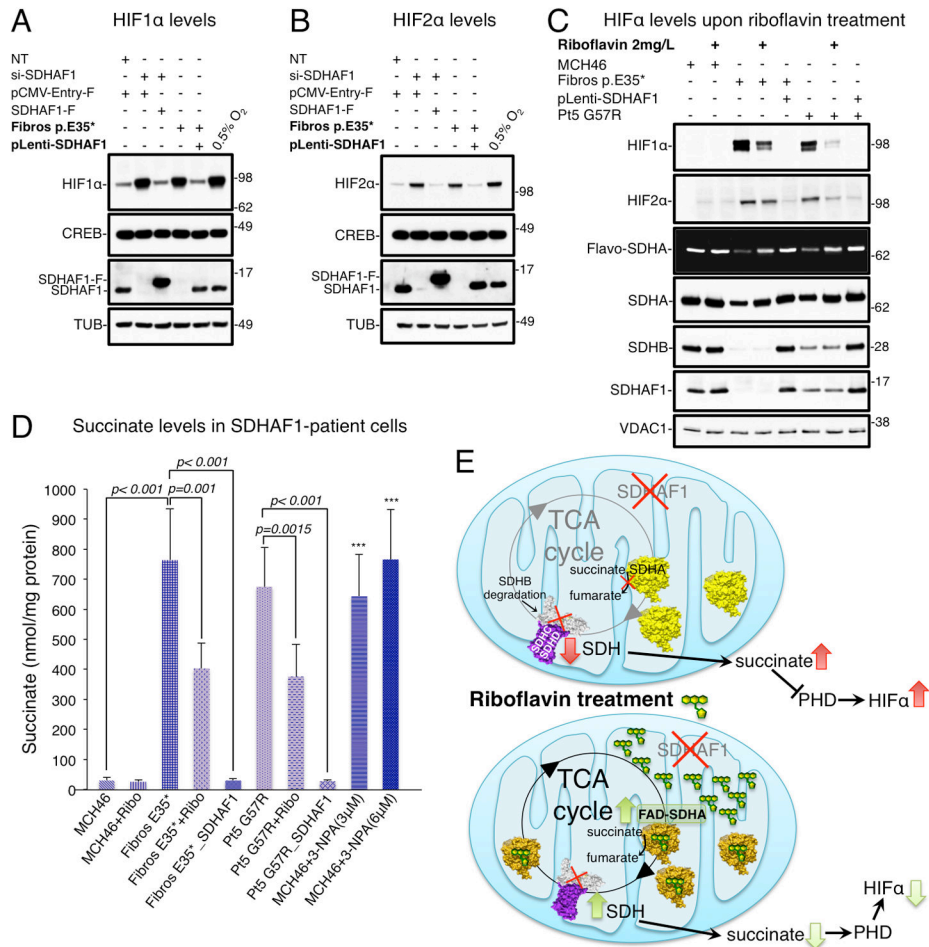 A HIF1α levels
NT + - - - - -
si-SDHAF1 - + + - - -
pCMV-Entry-F + + - - - -
SDHAF1-F - - + - - -
Fibros p.E35* - - - + + -
pLenti-SDHAF1 - - - - + 0.5% O2
HIF1α- -98
-62
CREB- -49
SDHAF1-F- -17
SDHAF1-
TUB- -49
B HIF2α levels
NT + - - - - -
si-SDHAF1 - + + - - -
pCMV-Entry-F + + - - - -
SDHAF1-F - - + - - -
Fibros p.E35* - - - + + -
pLenti-SDHAF1 - - - - + 0.5% O2
HIF2α- -98
CREB- -49
SDHAF1-F- -17
SDHAF1-
TUB- -49
C HIFα levels upon riboflavin treatment
Riboflavin 2mg/L + + +
MCH46 + + - - - - - -
Fibros p.E35* - - + + + - - -
pLenti-SDHAF1 - - - - + - - +
Pt5 G57R - - - - - + + +
HIF1α -98
HIF2α -98
Flavo-SDHA- -62
SDHA -62
SDHB -28
SDHAF1 -17
VDAC1- -38
D Succinate levels in SDHAF1-patient cells
p< 0.001
p< 0.001 p=0.001
p< 0.001
p=0.0015
*** ***
Succinate (nmol/mg protein)
1000
900
800
700
600
500
400
300
200
100
0
MCH46
MCH46+Ribo
Fibros E35*
Fibros E35*+Ribo
Fibros E35*_SDHAF1
Pt5 G57R
Pt5 G57R+Ribo
Pt5 G57R_SDHAF1
MCH46+3-NPA(3μM)
MCH46+3-NPA(6μM)
E
SDHAF1
TCA
cycle
succinate SDHA
fumarate
SDHB
degradation
SDHC
SDHD
SDH
succinate
PHD HIFα
Riboflavin treatment
SDHAF1
TCA
cycle
FAD-SDHA
succinate
fumarate
SDH
HIFα
succinate PHD